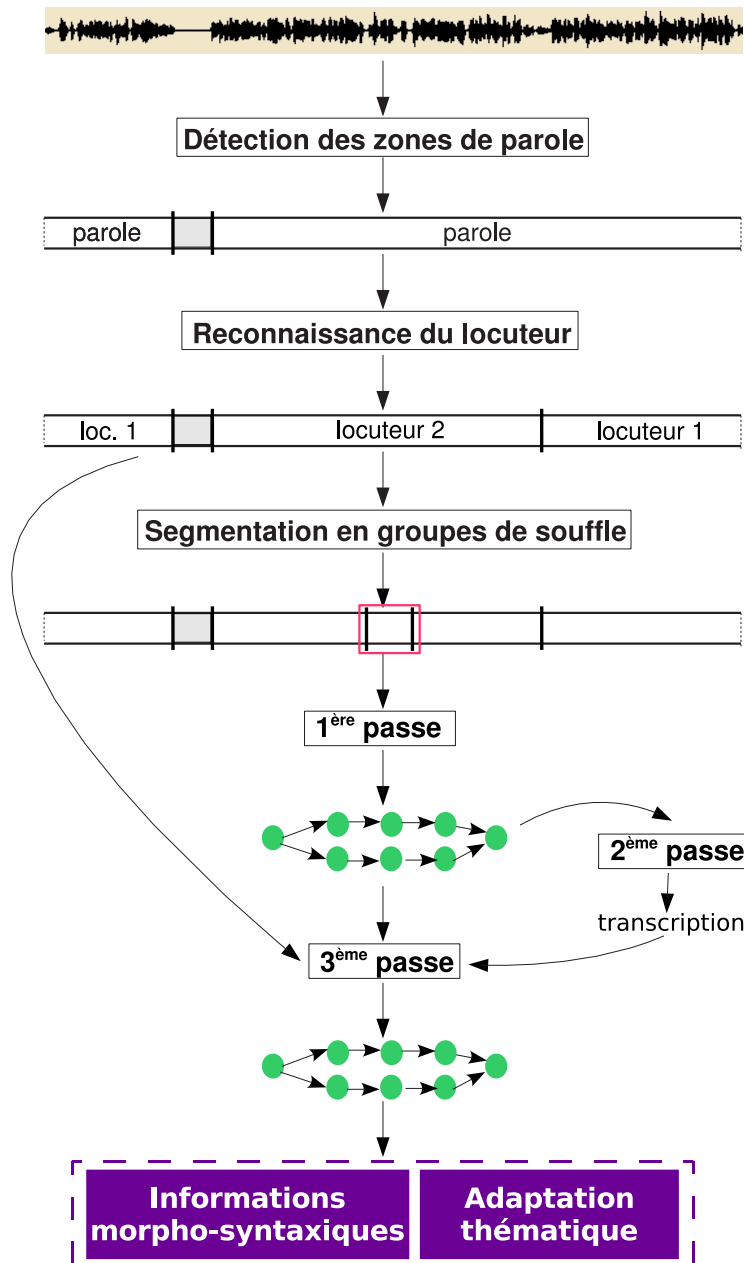 Détection des zones de parole
parole parole
Reconnaissance du locuteur
loc. 1 locuteur 2 locuteur 1
Segmentation en groupes de souffle
1ère passe
2ème passe
transcription
3ème passe
Informations
morpho-syntaxiques
Adaptation
thématique